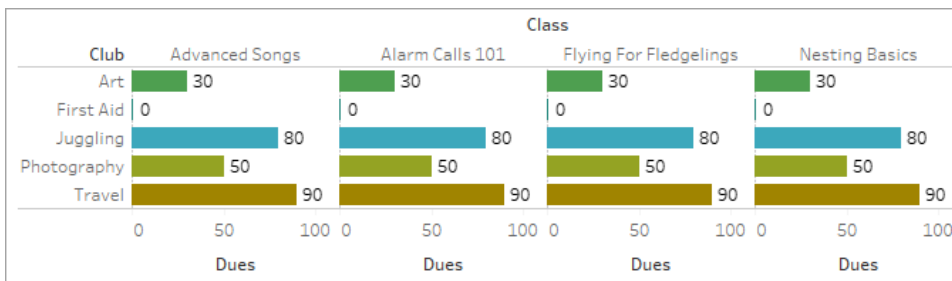 Class
Club Advanced Songs Alarm Calls 101 Flying For Fledgelings Nesting Basics
Art 30 30 30 30
First Aid 0 0 0 0
Juggling 80 80 80 80
Photography 50 50 50 50
Travel 90 90 90 90
0 50 100 0 50 100 0 50 100 0 50 100
Dues Dues Dues Dues